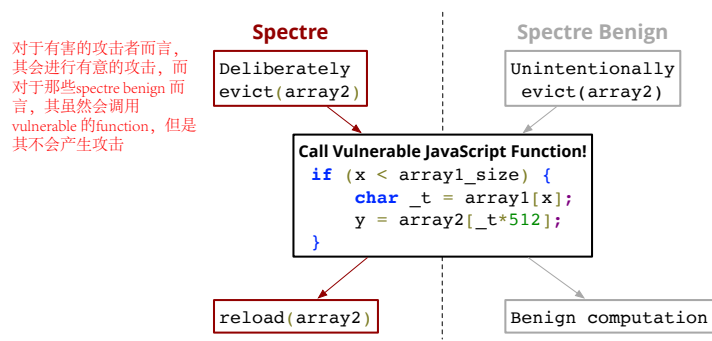 对于有害的攻击者而言，
其会进行有意的攻击，而
对于那些spectre benign 而
言，其虽然会调用
vulnerable 的function，但是
其不会产生攻击
Spectre
Spectre Benign
Deliberately
evict(array2)
Unintentionally
evict(array2)
Call Vulnerable JavaScript Function!
if (x < array1_size) {
char _t = array1[x];
y = array2[_t*512];
}
reload(array2)
Benign computation